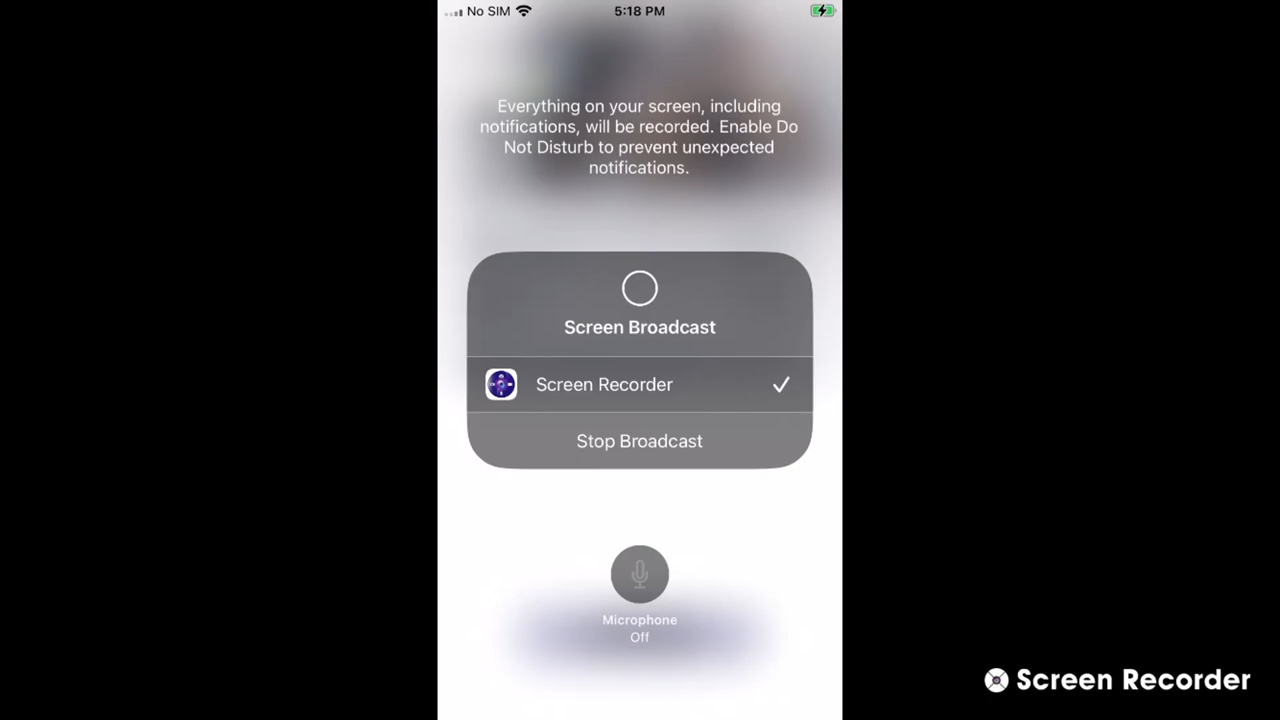 No SIM
5:18 PM
Everything on your screen, including
notifications, will be recorded. Enable Do
Not Disturb to prevent unexpected
notifications.
Screen Broadcast
Screen Recorder
Stop Broadcast
Microphone
Off
Screen Recorder